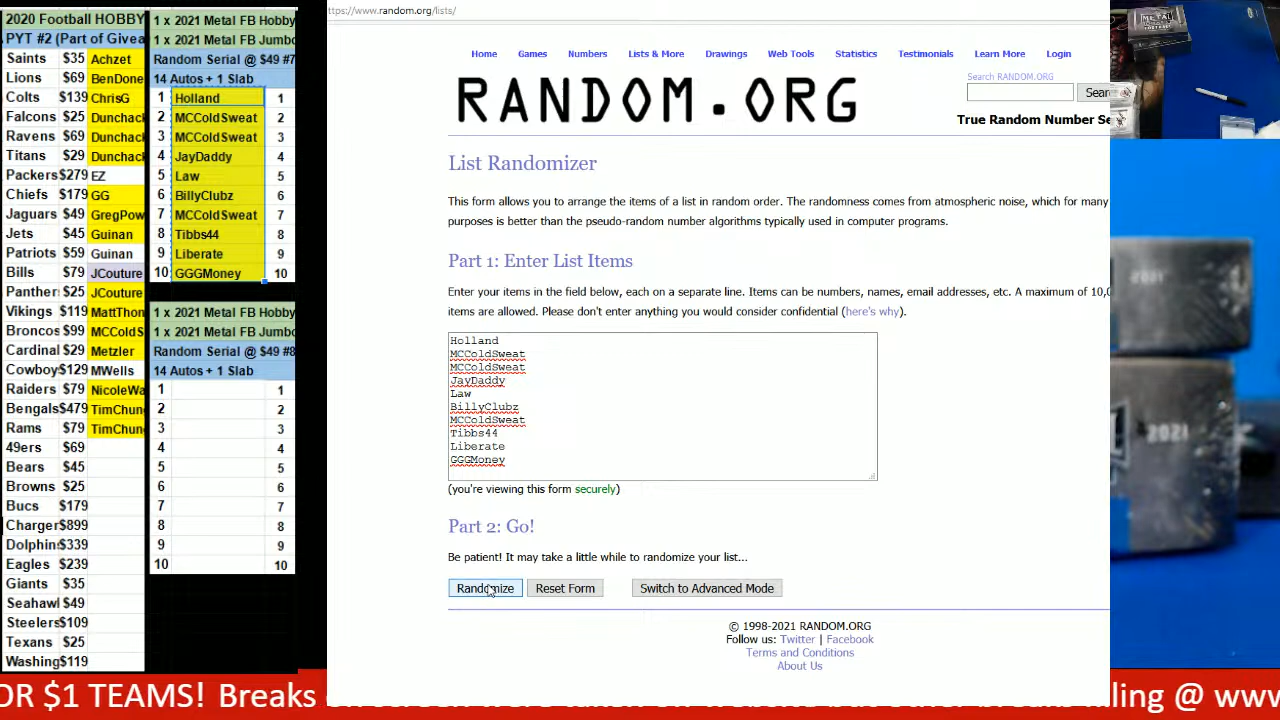 2020 Football HOBBY
PYT #2 (Part of Givea
Saints $35 Achzet
Lions $69 BenDone
Colts $139 ChrisG
Falcons $25 Dunchack
Ravens $69 Dunchack
Titans $29 Dunchack
Packers $279 EZ
Chiefs $179 GG
Jaguars $49 GregPow
Jets $45 Guinan
Patriots $59 Guinan
Bills $79 JCouture
Panther $25 JCouture
Vikings $119 MattThon
Broncos $99 MCColdS
Cardinal $29 Metzler
Cowboy $129 MWells
Raiders $79 NicoleWa
Bengals $479 TimChung
Rams $79 TimChung
49ers $69
Bears $45
Browns $25
Bucs $179
Charger $899
Dolphin $339
Eagles $239
Giants $35
Seahawl $49
Steelers $109
Texans $25
Washing $119
1 x 2021 Metal FB Hobby
1 x 2021 Metal FB Jumbo
Random Serial @ $49 #7
14 Autos + 1 Slab
1 Holland 1
2 MCColdSweat 2
3 MCColdSweat 3
4 JayDaddy 4
5 Law 5
6 BillyClubz 6
7 MCColdSweat 7
8 Tibbs44 8
9 Liberate 9
10 GGGMoney 10
1 x 2021 Metal FB Hobby
1 x 2021 Metal FB Jumbo
Random Serial @ $49 #8
14 Autos + 1 Slab
1 1
2 2
3 3
4 4
5 5
6 6
7 7
8 8
9 9
10 10
ttps://www.random.org/lists/
Home Games Numbers Lists & More Drawings Web Tools Statistics Testimonials Learn More Login
Search RANDOM.ORG
RANDOM.ORG
Sear
True Random Number Se
List Randomizer
This form allows you to arrange the items of a list in random order. The randomness comes from atmospheric noise, which for many
purposes is better than the pseudo-random number algorithms typically used in computer programs.
Part 1: Enter List Items
Enter your items in the field below, each on a separate line. Items can be numbers, names, email addresses, etc. A maximum of 10,0
items are allowed. Please don't enter anything you would consider confidential (here's why).
Holland
MCColdSweat
MCColdSweat
JayDaddy
Law
BillyClubz
MCColdSweat
Tibbs44
Liberate
GGGMoney
(you're viewing this form securely)
Part 2: Go!
Be patient! It may take a little while to randomize your list...
Randomize Reset Form Switch to Advanced Mode
© 1998-2021 RANDOM.ORG
Follow us: Twitter | Facebook
Terms and Conditions
About Us
METAL
2021
2021
OR $1 TEAMS! Breaks
ling @ www